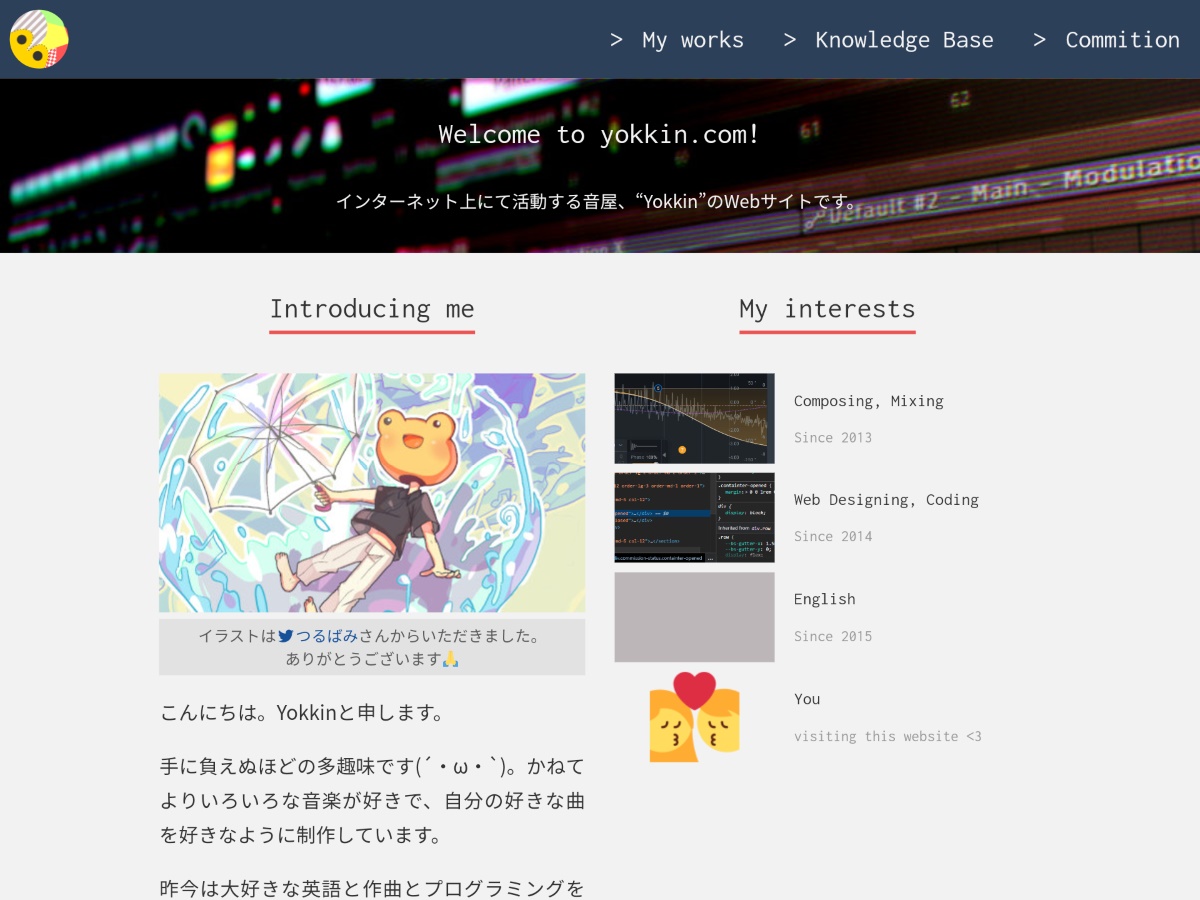 > My works > Knowledge Base > Commition
62
61
60
Default #2 - Main - Modulatio
Welcome to yokkin.com!
インターネット上にて活動する音屋、“Yokkin”のWebサイトです。
Introducing me
イラストはつるばみさんからいただきました。
ありがとうございます🙏
こんにちは。Yokkinと申します。
手に負えぬほどの多趣味です(´・ω・`)。かねて
よりいろいろな音楽が好きで、自分の好きな曲
を好きなように制作しています。
昨今は大好きな英語と作曲とプログラミングを
My interests
Composing, Mixing
Since 2013
Web Designing, Coding
Since 2014
English
Since 2015
You
visiting this website <3